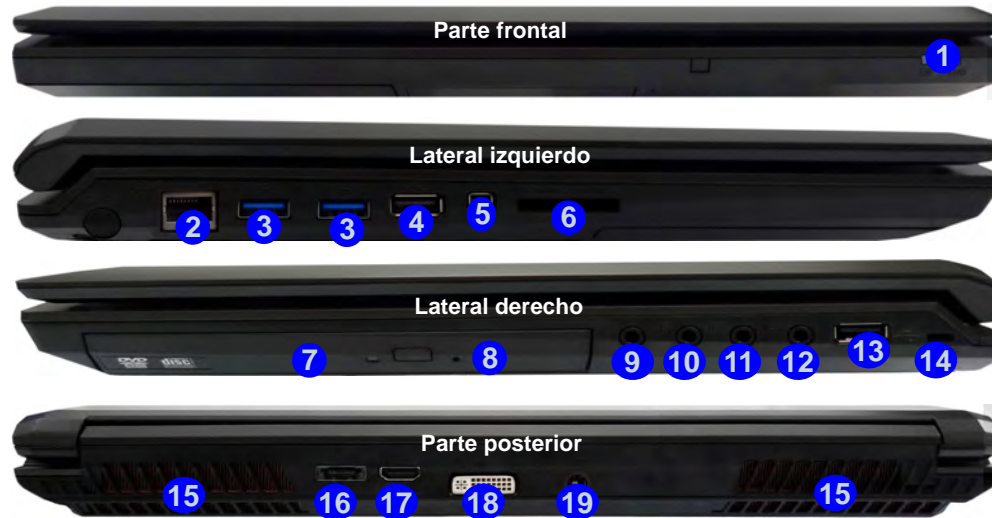 Parte frontal
1
Lateral izquierdo
2 3 3 4 5 6
Lateral derecho
DVD
disc
7 8 9 10 11 12 13 14
Parte posterior
15 16 17 18 19 15